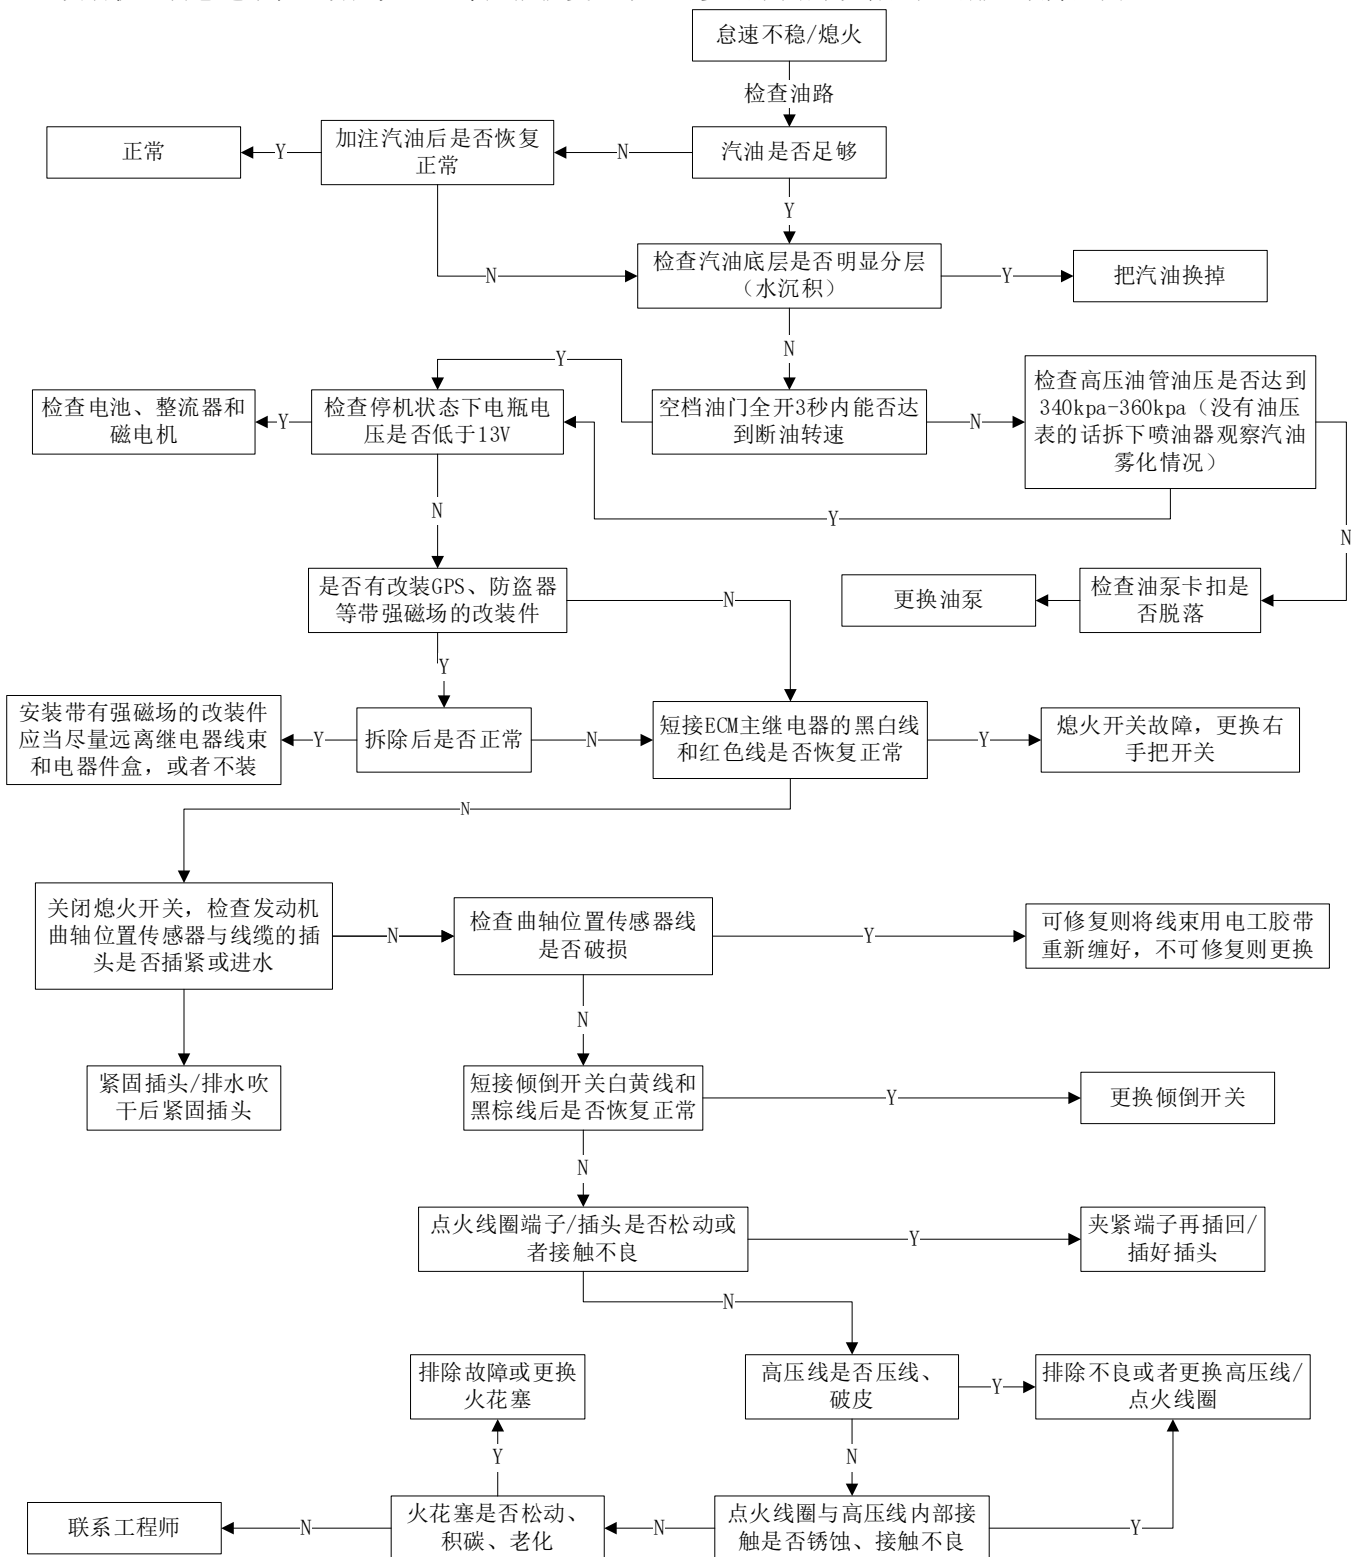 怠速不稳/熄火
检查油路
正常
Y
加注汽油后是否恢复
正常
N
汽油是否足够
Y
N
检查汽油底层是否明显分层
（水沉积）
Y
把汽油换掉
N
Y
检查电池、整流器和
磁电机
Y
检查停机状态下电瓶电
压是否低于13V
空档油门全开3秒内能否达
到断油转速
N
检查高压油管油压是否达到
340kpa-360kpa（没有油压
表的话拆下喷油器观察汽油
雾化情况）
N
Y
N
是否有改装GPS、防盗器
等带强磁场的改装件
N
更换油泵
检查油泵卡扣是
否脱落
Y
安装带有强磁场的改装件
应当尽量远离继电器线束
和电器件盒，或者不装
Y
拆除后是否正常
N
短接ECM主继电器的黑白线
和红色线是否恢复正常
Y
熄火开关故障，更换右
手把开关
N
关闭熄火开关，检查发动机
曲轴位置传感器与线缆的插
头是否插紧或进水
N
检查曲轴位置传感器线
是否破损
Y
可修复则将线束用电工胶带
重新缠好，不可修复则更换
N
紧固插头/排水吹
干后紧固插头
短接倾倒开关白黄线和
黑棕线后是否恢复正常
Y
更换倾倒开关
N
点火线圈端子/插头是否松动或
者接触不良
Y
夹紧端子再插回/
插好插头
N
排除故障或更换
火花塞
高压线是否压线、
破皮
Y
排除不良或者更换高压线/
点火线圈
Y
N
联系工程师
N
火花塞是否松动、
积碳、老化
N
点火线圈与高压线内部接
触是否锈蚀、接触不良
Y